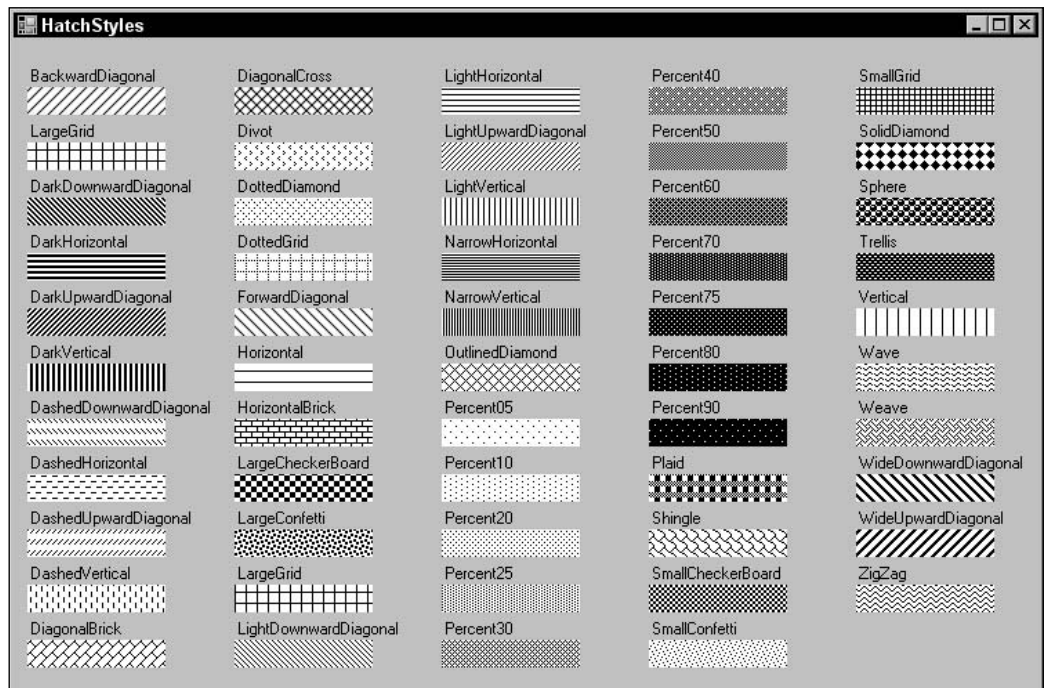 HatchStyles
BackwardDiagonal
LargeGrid
DarkDownwardDiagonal
DarkHorizontal
DarkUpwardDiagonal
DarkVertical
DashedDownwardDiagonal
DashedHorizontal
DashedUpwardDiagonal
DashedVertical
DiagonalBrick
DiagonalCross
Divot
DottedDiamond
DottedGrid
ForwardDiagonal
Horizontal
HorizontalBrick
LargeCheckerBoard
LargeConfetti
LargeGrid
LightDownwardDiagonal
LightHorizontal
LightUpwardDiagonal
LightVertical
NarrowHorizontal
NarrowVertical
OutlinedDiamond
Percent05
Percent10
Percent20
Percent25
Percent30
Percent40
Percent50
Percent60
Percent70
Percent75
Percent80
Percent90
Plaid
Shingle
SmallCheckerBoard
SmallConfetti
SmallGrid
SolidDiamond
Sphere
Trellis
Vertical
Wave
Weave
WideDownwardDiagonal
WideUpwardDiagonal
ZigZag